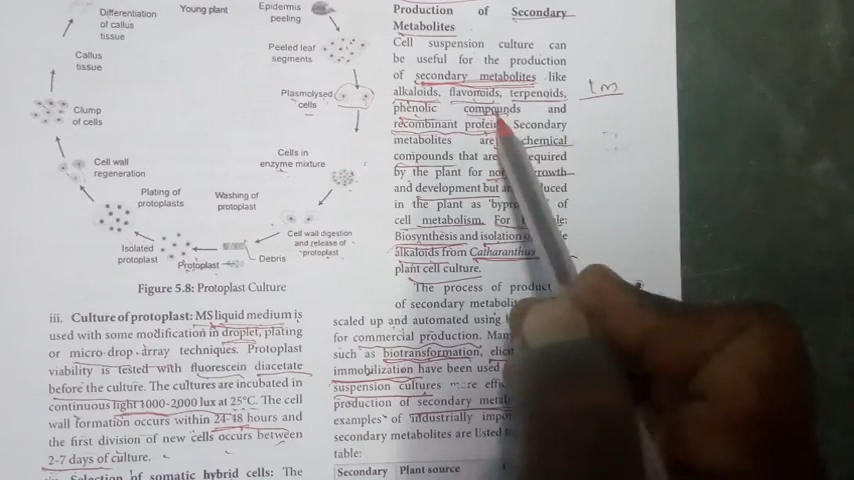 Differentiation
of callus
tissue
Young plant
Epidermis
peeling
Peeled leaf
segments
Callus
tissue
Plasmolysed
cells
Clump
of cells
Cells in
enzyme mixture
Cell wall
regeneration
Plating of
protoplasts
Washing of
protoplast
Cell wall digestion
and release of
protoplast
Isolated
protoplast
Protoplast
Debris
Figure 5.8: Protoplast Culture
iii. Culture of protoplast: MS liquid medium is
used with some modification in droplet, plating
or micro-drop array techniques. Protoplast
viability is tested with fluorescein diacetate
before the culture. The cultures are incubated in
continuous light 1000-2000 lux at 25°C. The cell
wall formation occurs within 24-48 hours and
the first division of new cells occurs between
2-7 days of culture.
Selection of somatic hybrid cells: The
Production of Secondary
Metabolites
Cell suspension culture can
be useful for the production
of secondary metabolites like
alkaloids, flavonoids, terpenoids,
phenolic compounds and
recombinant Secondary
metabolites are chemical
compounds that are
by the plant for growth
and development but
in the plant as of
cell metabolism. For
Biosynthesis and isolation
alkaloids from Catharanthus
plant cell culture.
The process of
of secondary
scaled up and automated using
for commercial production.
such as biotransformation,
immobilization have been used
suspension cultures more
production of secondary
examples of industrially
secondary metabolites are listed
table:
Secondary Plant source
1m